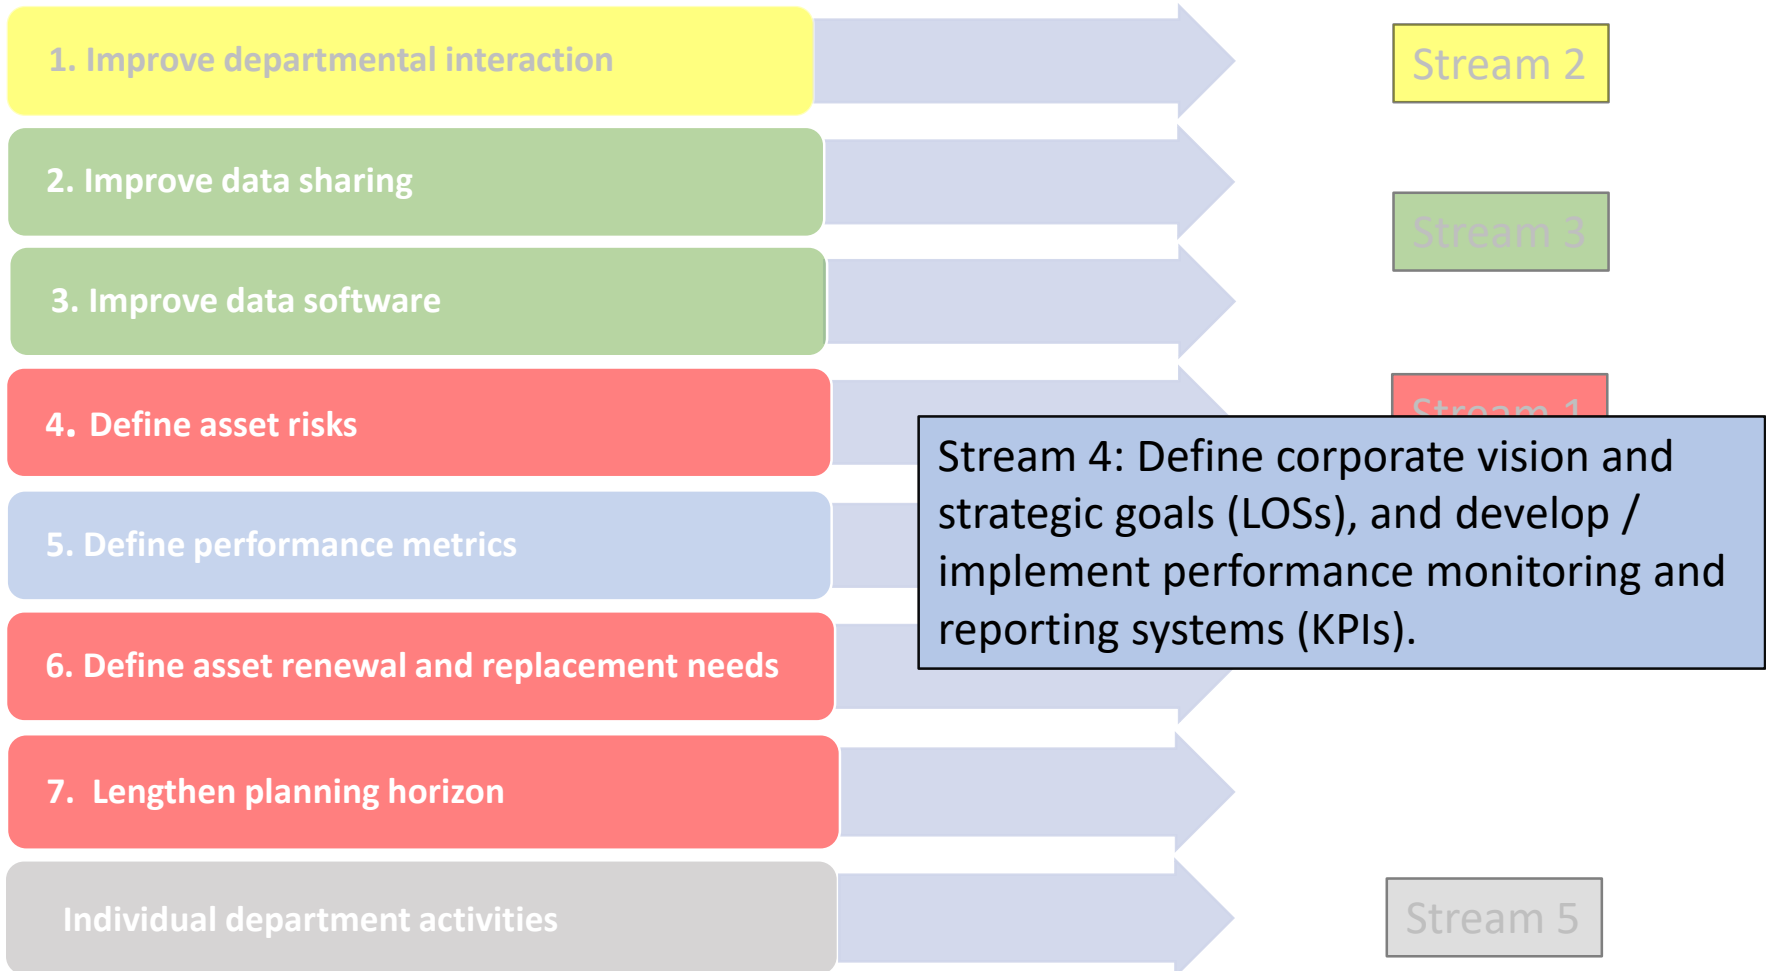 1. Improve departmental interaction
Stream 2
2. Improve data sharing
Stream 3
3. Improve data software
Stream 1
4. Define asset risks
Stream 4: Define corporate vision and
strategic goals (LOSs), and develop /
implement performance monitoring and
reporting systems (KPIs).
5. Define performance metrics
6. Define asset renewal and replacement needs
7. Lengthen planning horizon
Individual department activities
Stream 5